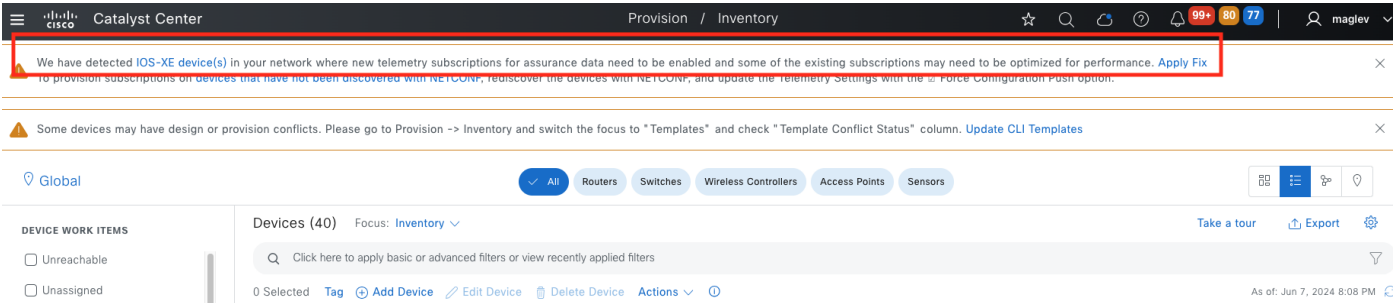 CISCO Catalyst Center Provision / Inventory 99+ 80 77 maglev
We have detected IOS-XE device(s) in your network where new telemetry subscriptions for assurance data need to be enabled and some of the existing subscriptions may need to be optimized for performance. Apply Fix
To provision subscriptions on devices that have not been discovered with NETCONF, rediscover the devices with NETCONF, and update the Telemetry Settings with the ☑ Force Configuration Push option.
Some devices may have design or provision conflicts. Please go to Provision -> Inventory and switch the focus to "Templates" and check "Template Conflict Status" column. Update CLI Templates
Global All Routers Switches Wireless Controllers Access Points Sensors
DEVICE WORK ITEMS
Unreachable
Unassigned
Devices (40) Focus: Inventory Take a tour Export
Click here to apply basic or advanced filters or view recently applied filters
0 Selected Tag Add Device Edit Device Delete Device Actions As of: Jun 7, 2024 8:08 PM